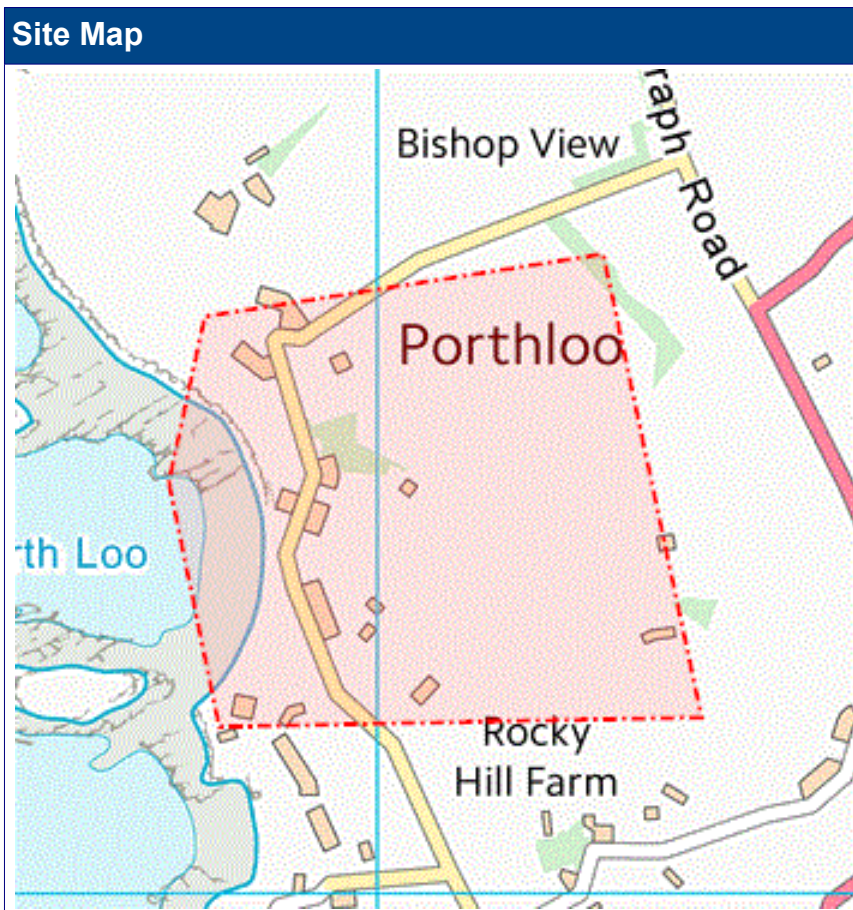 Site Map
raph Road
Bishop View
Porthloo
rth Loo
Rocky
Hill Farm